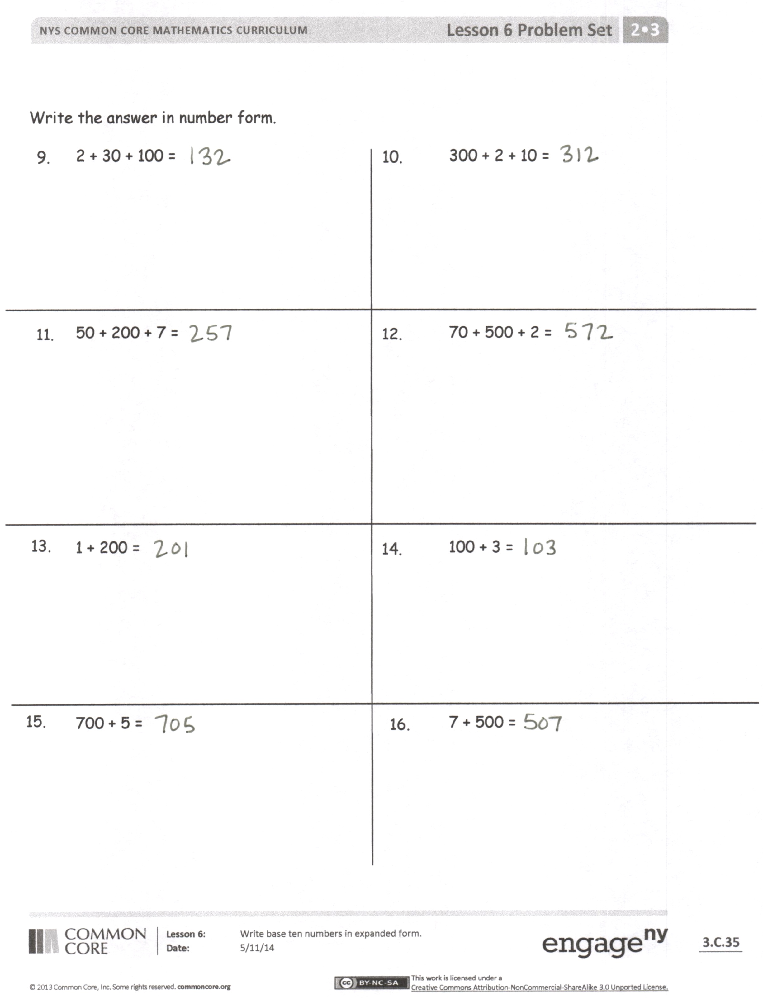 NYS COMMON CORE MATHEMATICS CURRICULUM
Lesson 6 Problem Set
2•3
Write the answer in number form.
9. 2 + 30 + 100 = 132
10. 300 + 2 + 10 = 312
11. 50 + 200 + 7 = 257
12. 70 + 500 + 2 = 572
13. 1 + 200 = 201
14. 100 + 3 = 103
15. 700 + 5 = 705
16. 7 + 500 = 507
COMMON
CORE
Lesson 6: Write base ten numbers in expanded form.
Date: 5/11/14
engage ny
3.C.35
© 2013 Common Core, Inc. Some rights reserved. commoncore.org
cc BY-NC-SA
This work is licensed under a
Creative Commons Attribution-NonCommercial-ShareAlike 3.0 Unported License.